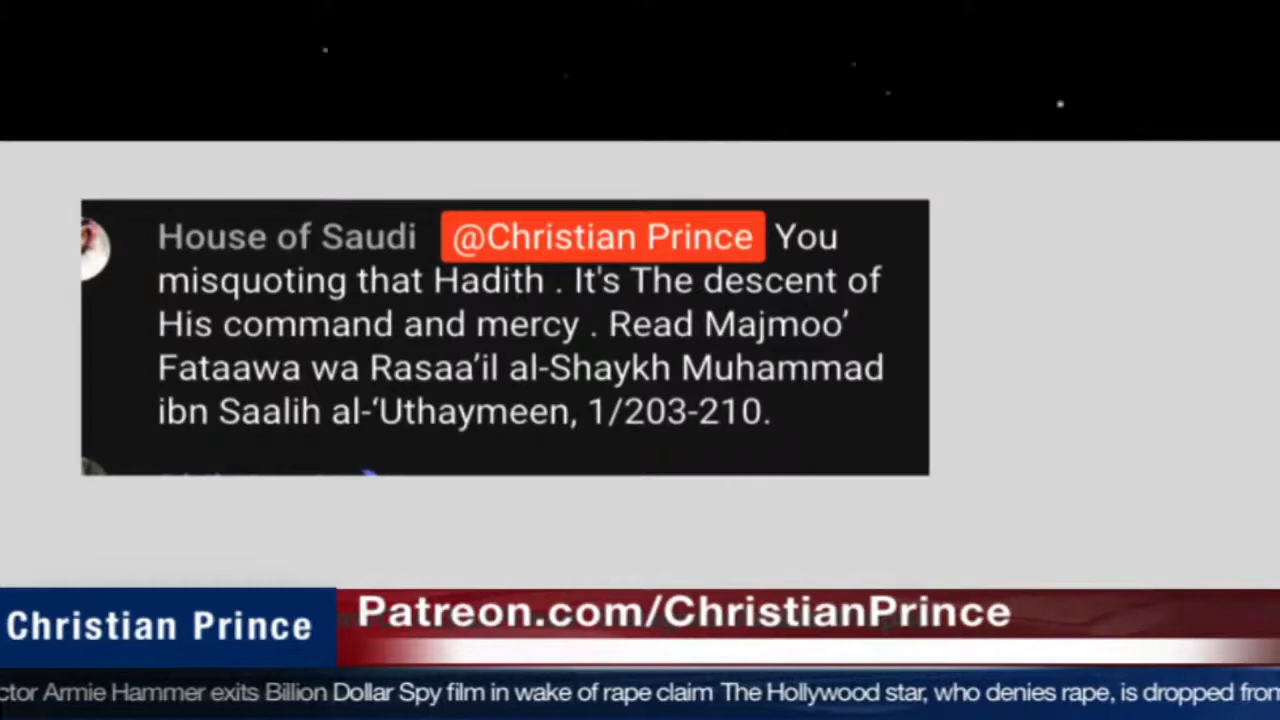 House of Saudi @Christian Prince You
misquoting that Hadith . It's The descent of
His command and mercy . Read Majmoo’
Fataawa wa Rasaa’il al-Shaykh Muhammad
ibn Saalih al-‘Uthaymeen, 1/203-210.
Christian Prince
Patreon.com/ChristianPrince
ctor Armie Hammer exits Billion Dollar Spy film in wake of rape claim The Hollywood star, who denies rape, is dropped from